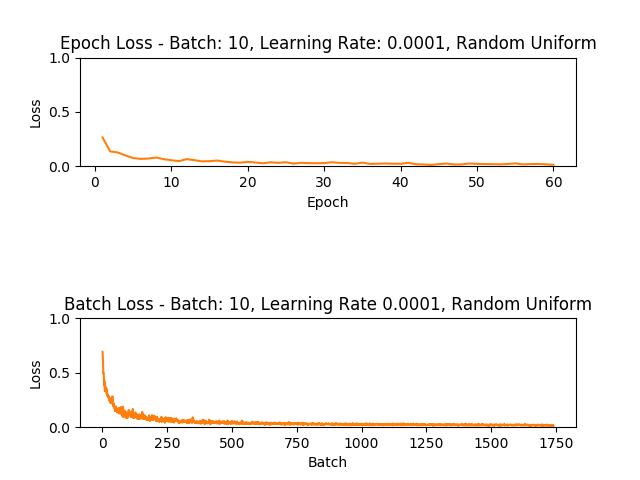 Epoch Loss - Batch: 10, Learning Rate: 0.0001, Random Uniform
1.0
0.5
0.0
Loss
0 10 20 30 40 50 60
Epoch
Batch Loss - Batch: 10, Learning Rate 0.0001, Random Uniform
1.0
0.5
0.0
Loss
0 250 500 750 1000 1250 1500 1750
Batch